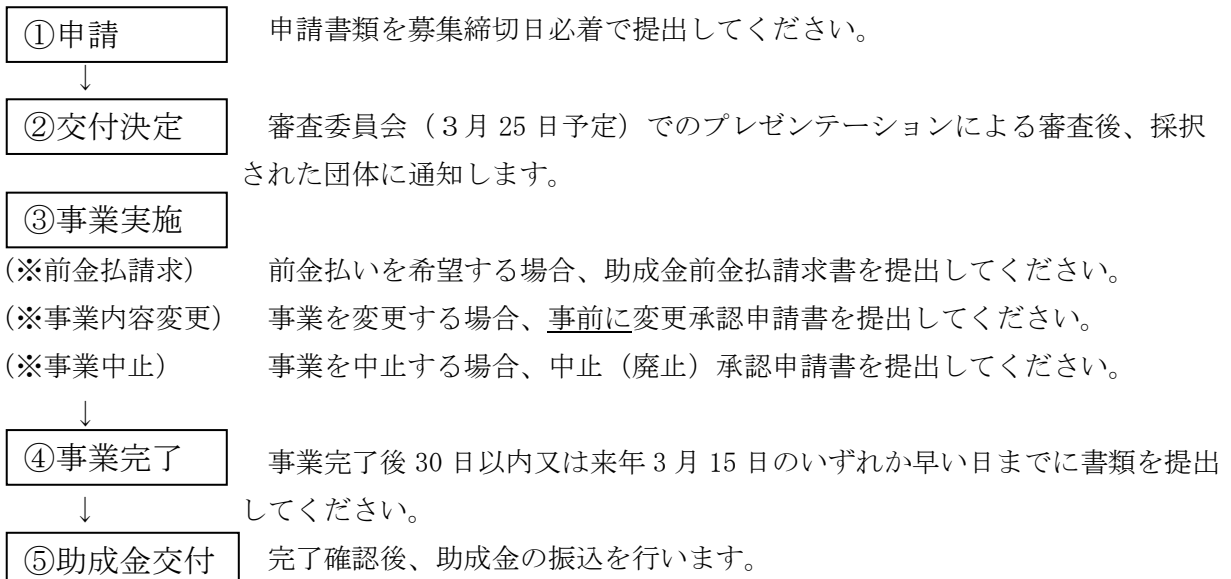 ①申請　申請書類を募集締切日必着で提出してください。
↓
②交付決定　審査委員会（３月 25 日予定）でのプレゼンテーションによる審査後、採択
された団体に通知します。
③事業実施
(※前金払請求)　前金払いを希望する場合、助成金前金払請求書を提出してください。
(※事業内容変更)　事業を変更する場合、事前に変更承認申請書を提出してください。
(※事業中止)　事業を中止する場合、中止（廃止）承認申請書を提出してください。
↓
④事業完了　事業完了後 30 日以内又は来年 3 月 15 日のいずれか早い日までに書類を提出
↓　してください。
⑤助成金交付　完了確認後、助成金の振込を行います。